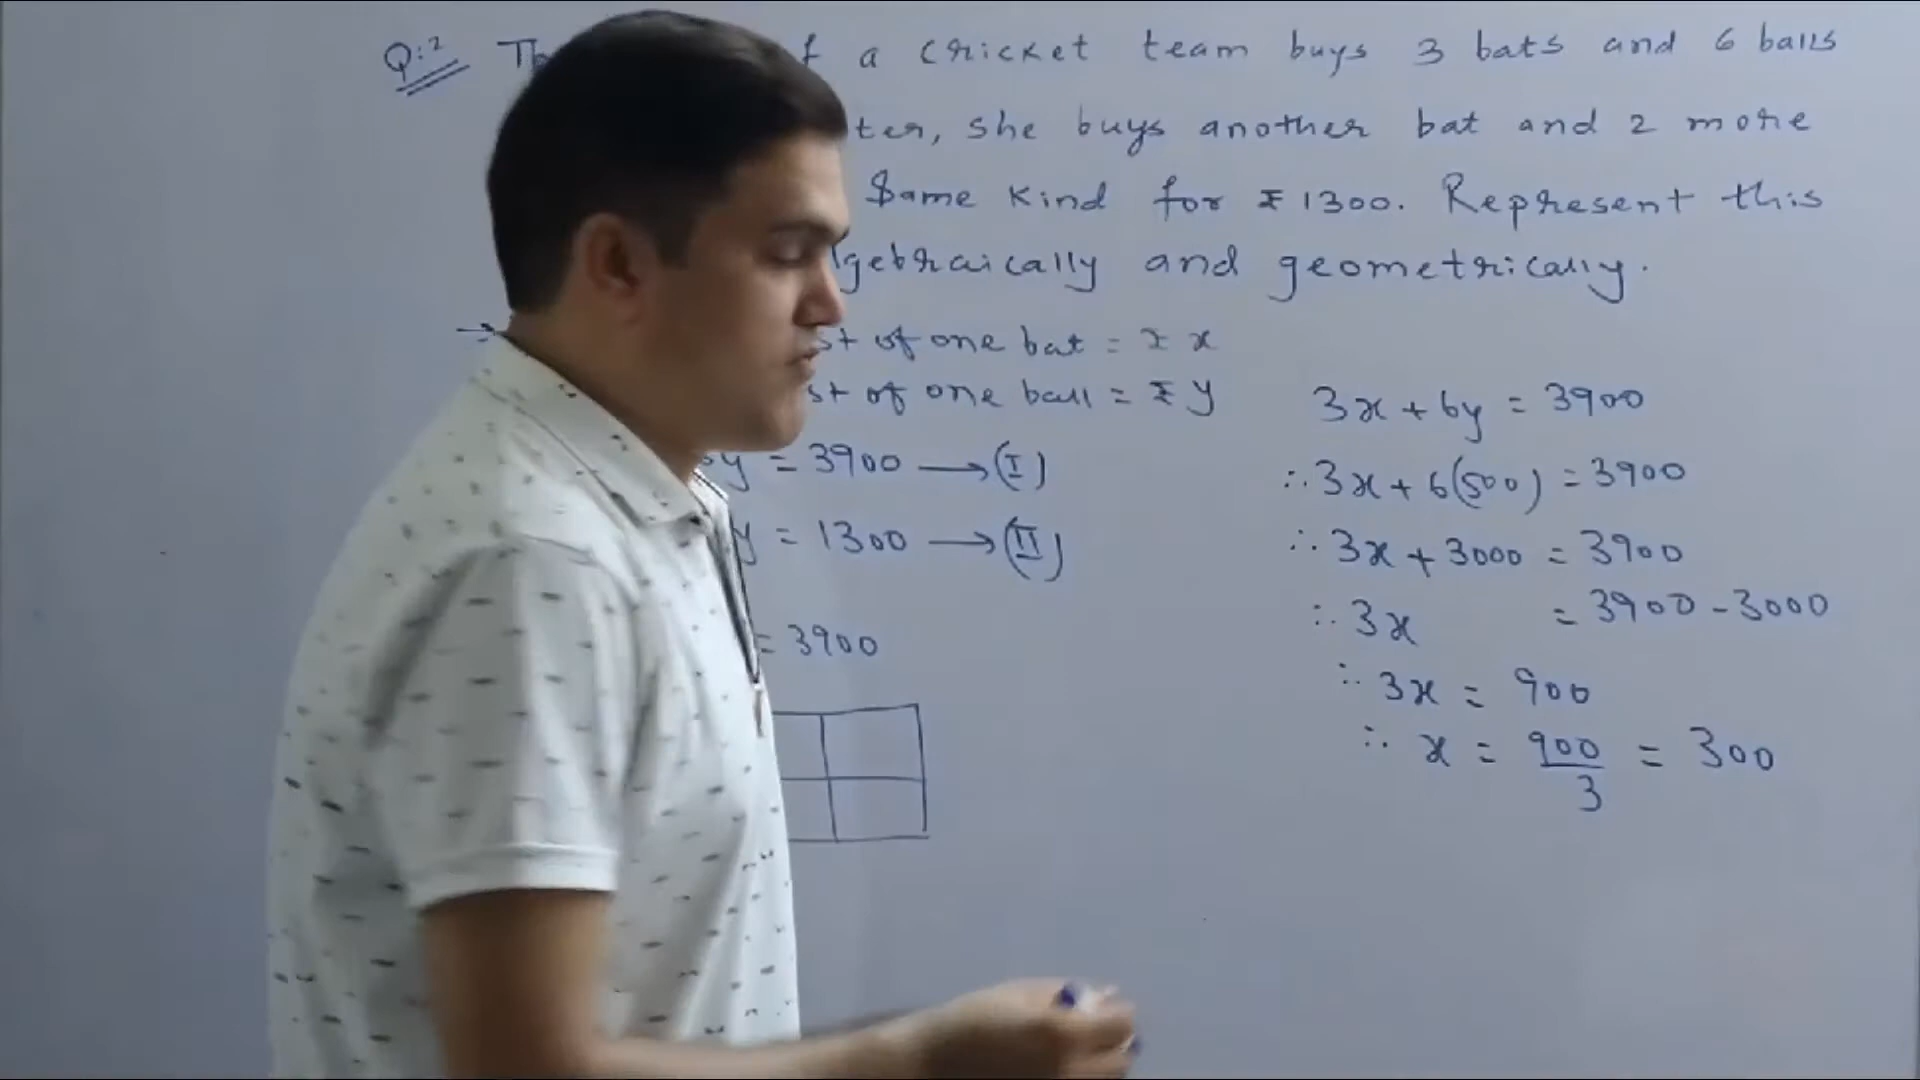 Q:2 Th f a cricket team buys 3 bats and 6 balls
ter, she buys another bat and 2 more
same kind for ₹1300. Represent this
lgebraically and geometrically.
→ st of one bat = ₹ x
st of one ball = ₹ y
6y = 3900 → (I)
y = 1300 → (II)
= 3900
3x + 6y = 3900
∴ 3x + 6(500) = 3900
∴ 3x + 3000 = 3900
∴ 3x = 3900 - 3000
∴ 3x = 900
∴ x = 900/3 = 300